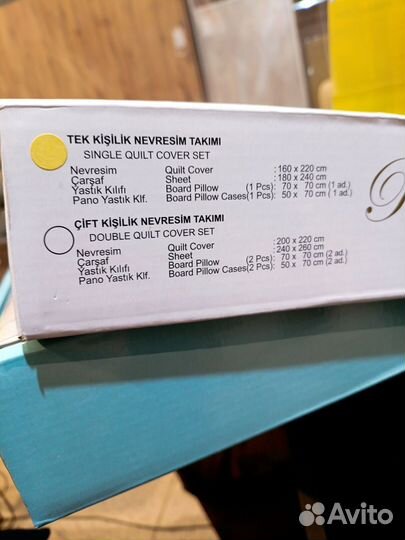 TEK KİŞİLİK NEVRESİM TAKIMI
SINGLE QUILT COVER SET
Nevresim Quilt Cover : 160 x 220 cm
Çarşaf Sheet : 180 x 240 cm
Yastık Kılıfı Board Pillow (1 Pcs): 70 x 70 cm (1 ad.)
Pano Yastık Klf. Board Pillow Cases(1 Pcs): 50 x 70 cm ( 1 ad.)
ÇİFT KİŞİLİK NEVRESİM TAKIMI
DOUBLE QUILT COVER SET
Nevresim Quilt Cover : 200 x 220 cm
Çarşaf Sheet : 240 x 260 cm
Yastık Kılıfı Board Pillow (2 Pcs): 70 x 70 cm (2 ad.)
Pano Yastık Klf. Board Pillow Cases(2 Pcs): 50 x 70 cm (2 ad.)
Avito